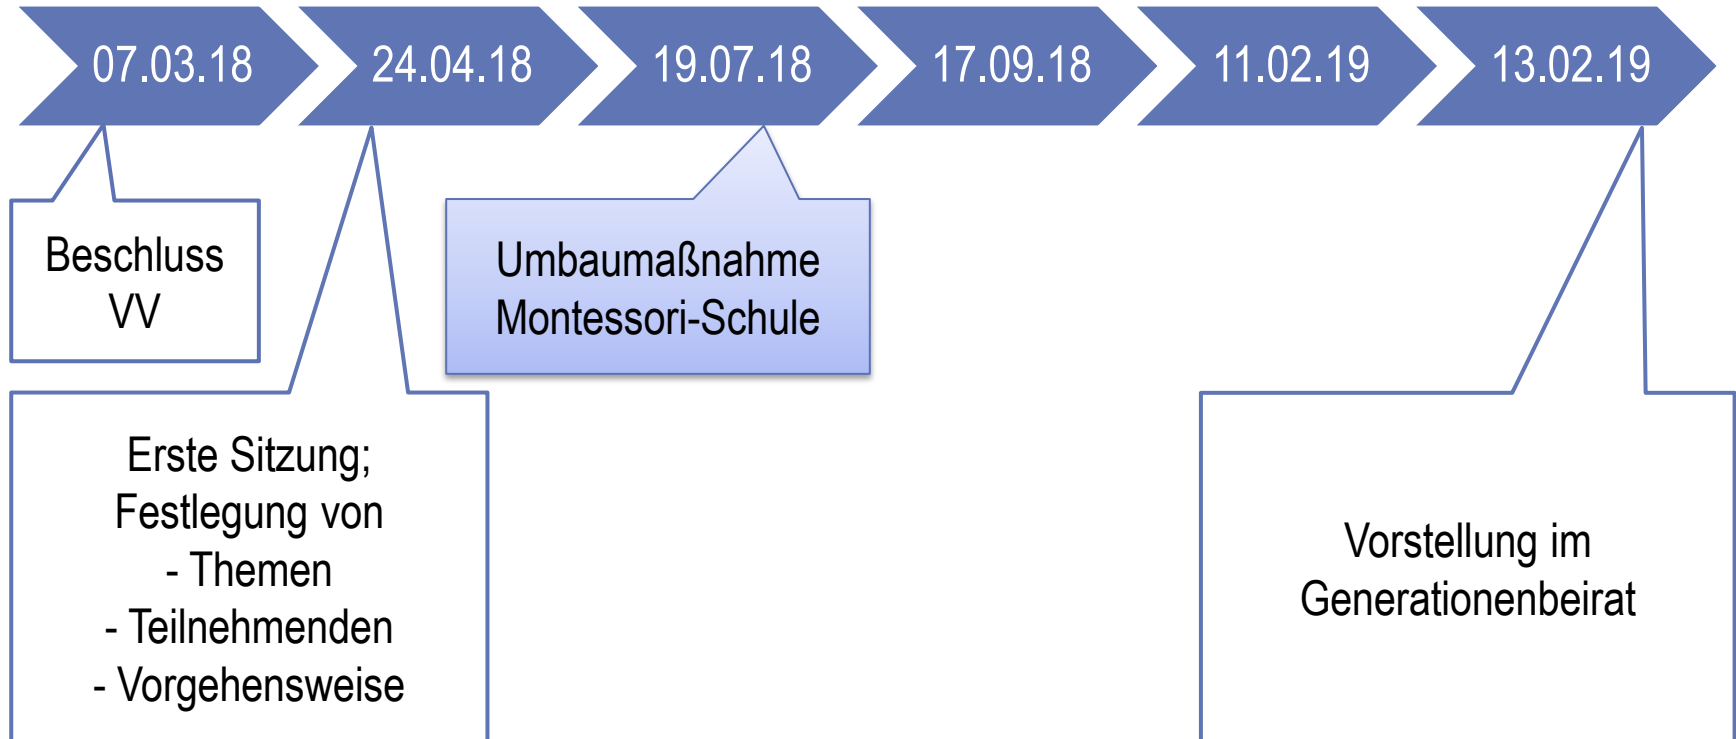 07.03.18
24.04.18
19.07.18
17.09.18
11.02.19
13.02.19
Beschluss
VV
Umbaumaßnahme
Montessori-Schule
Erste Sitzung;
Festlegung von
- Themen
- Teilnehmenden
- Vorgehensweise
Vorstellung im
Generationenbeirat